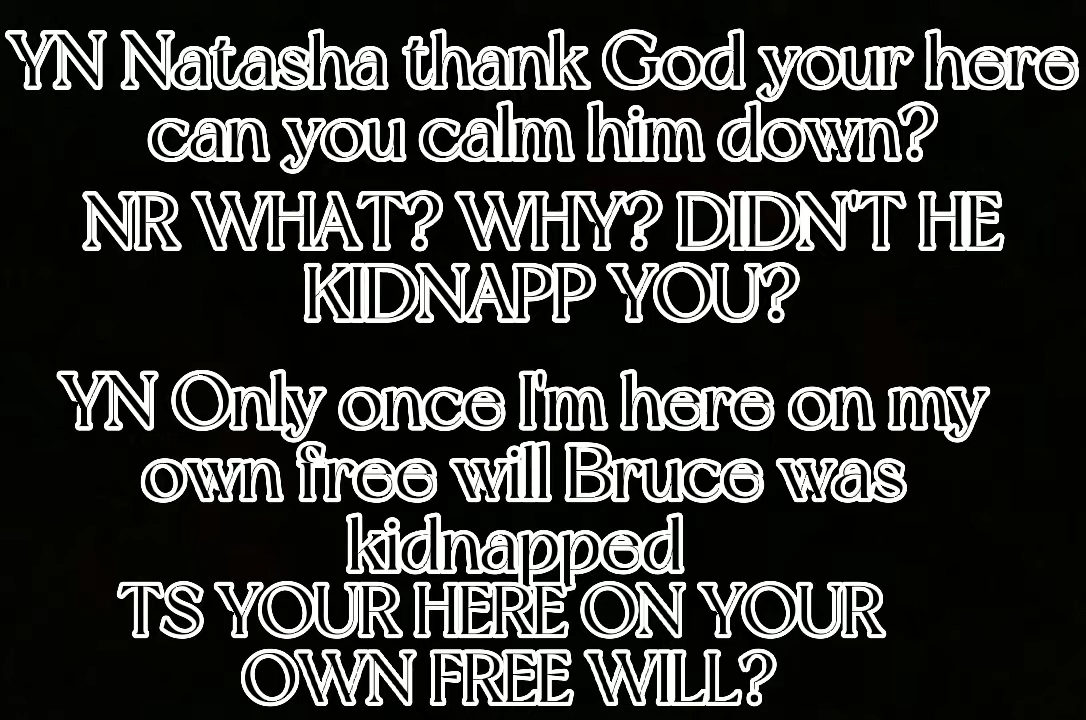 YN Natasha thank God your here
can you calm him down?
NR WHAT? WHY? DIDN'T HE
KIDNAPP YOU?
YN Only once I'm here on my
own free will Bruce was
kidnapped
TS YOUR HERE ON YOUR
OWN FREE WILL?